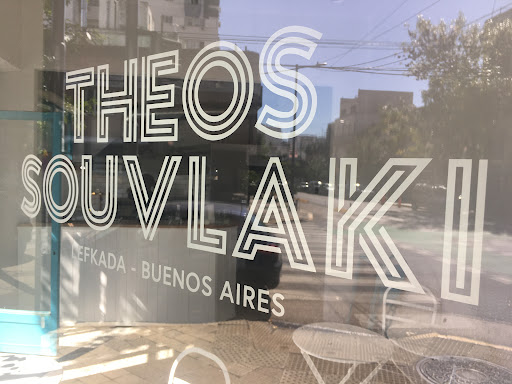 THEOS
SOUVLAKI
LEFKADA - BUENOS AIRES